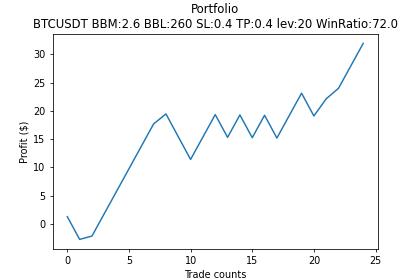 Portfolio
BTCUSDT BBM:2.6 BBL:260 SL:0.4 TP:0.4 lev:20 WinRatio:72.0
Profit ($)
30
25
20
15
10
5
0
0 5 10 15 20 25
Trade counts